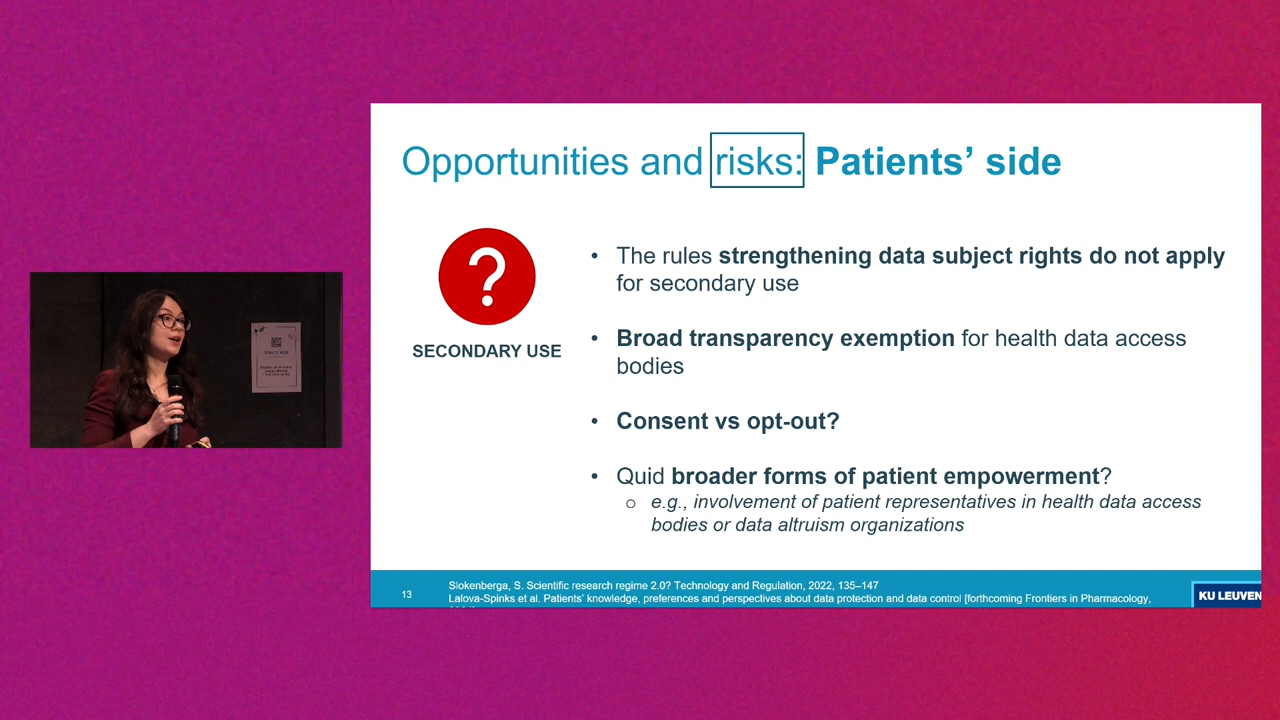 Opportunities and risks: Patients’ side
SECONDARY USE
• The rules strengthening data subject rights do not apply
for secondary use
• Broad transparency exemption for health data access
bodies
• Consent vs opt-out?
• Quid broader forms of patient empowerment?
o e.g., involvement of patient representatives in health data access
bodies or data altruism organizations
13
Slokenberga, S. Scientific research regime 2.0? Technology and Regulation, 2022, 135–147
Lalova-Spinks et al. Patients’ knowledge, preferences and perspectives about data protection and data control [forthcoming Frontiers in Pharmacology,
KU LEUVEN